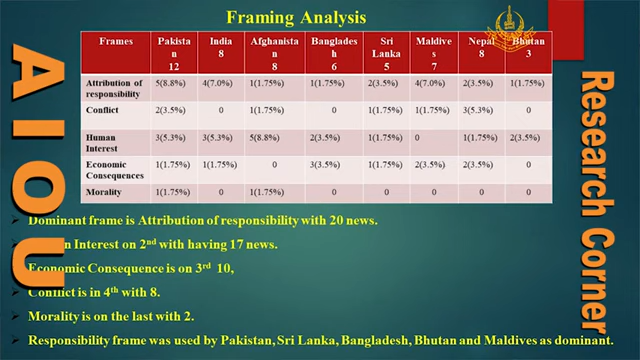 Framing Analysis
Frames Pakistan 12 India 8 Afghanistan 8 Bangladesh 6 Sri Lanka 5 Maldives 7 Nepal 8 Bhutan 3
Attribution of responsibility 5(8.8%) 4(7.0%) 1(1.75%) 1(1.75%) 2(3.5%) 4(7.0%) 2(3.5%) 1(1.75%)
Conflict 2(3.5%) 0 1(1.75%) 0 1(1.75%) 1(1.75%) 3(5.3%) 0
Human Interest 3(5.3%) 3(5.3%) 5(8.8%) 2(3.5%) 1(1.75%) 0 1(1.75%) 2(3.5%)
Economic Consequences 1(1.75%) 1(1.75%) 0 3(3.5%) 1(1.75%) 2(3.5%) 2(3.5%) 0
Morality 1(1.75%) 0 1(1.75%) 0 0 0 0 0
Dominant frame is Attribution of responsibility with 20 news.
Interest on 2nd with having 17 news.
Economic Consequence is on 3rd 10,
Conflict is in 4th with 8.
Morality is on the last with 2.
Responsibility frame was used by Pakistan, Sri Lanka, Bangladesh, Bhutan and Maldives as dominant.
AIOU
Research Corner